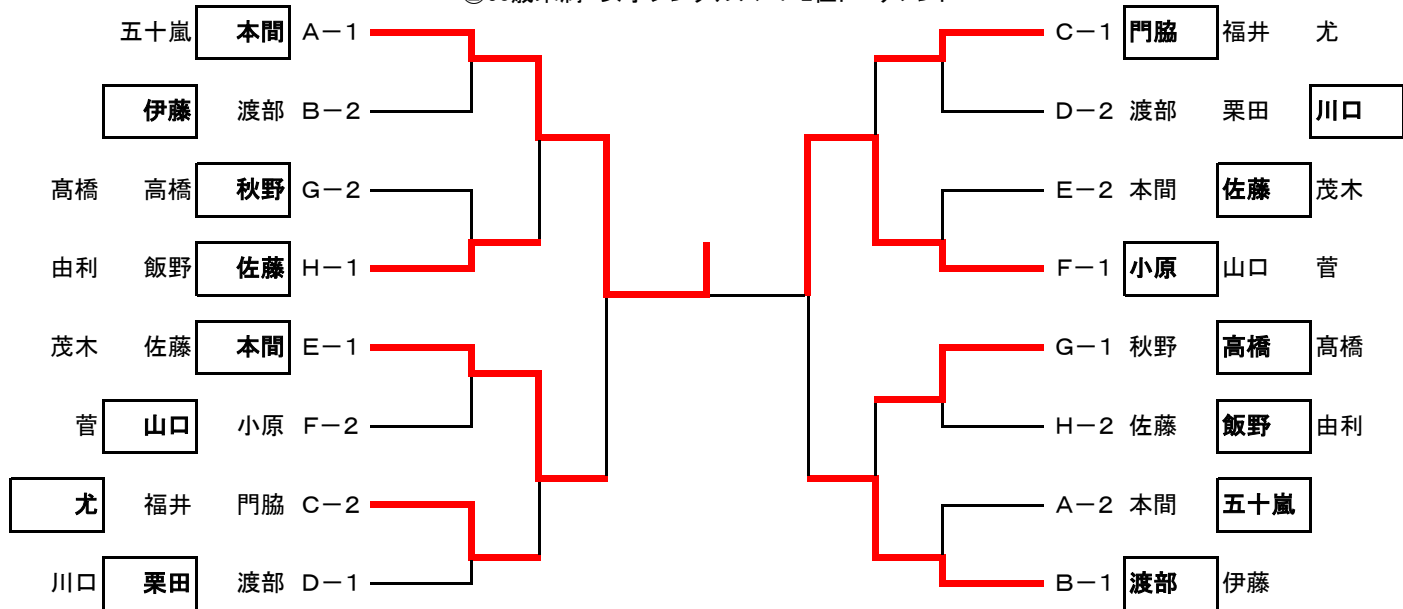 五十嵐 本間 A-1
伊藤 渡部 B-2
髙橋 高橋 秋野 G-2
由利 飯野 佐藤 H-1
茂木 佐藤 本間 E-1
菅 山口 小原 F-2
尤 福井 門脇 C-2
川口 栗田 渡部 D-1
C-1 門脇 福井 尤
D-2 渡部 栗田 川口
E-2 本間 佐藤 茂木
F-1 小原 山口 菅
G-1 秋野 高橋 髙橋
H-2 佐藤 飯野 由利
A-2 本間 五十嵐
B-1 渡部 伊藤